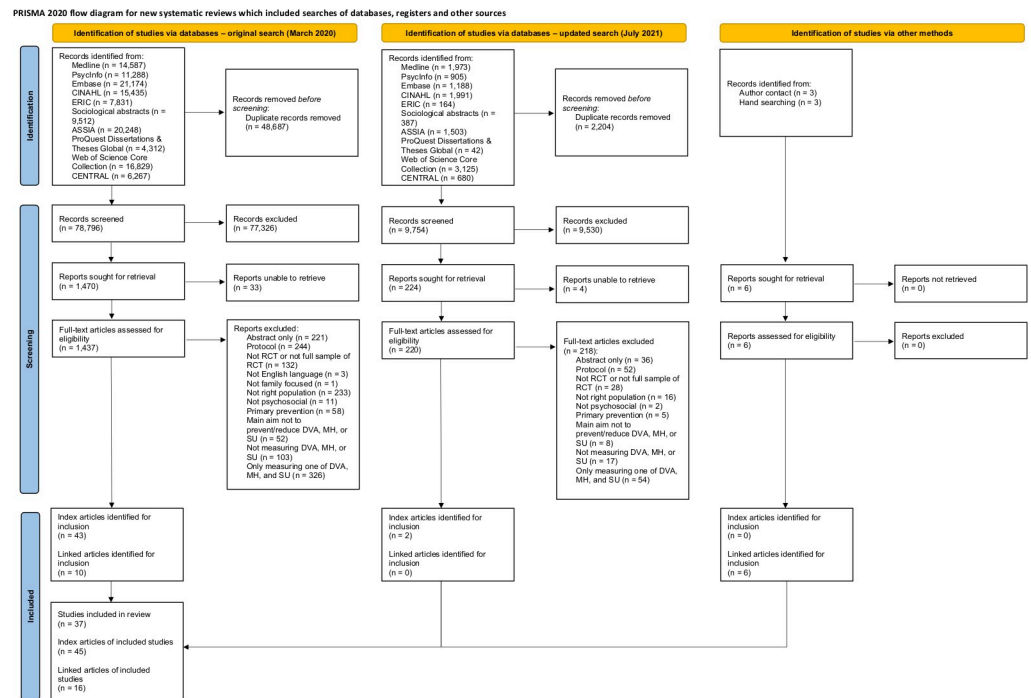 PRISMA 2020 flow diagram for new systematic reviews which included searches of databases, registers and other sources
Identification of studies via databases – original search (March 2020)
Identification of studies via databases – updated search (July 2021)
Identification of studies via other methods
Identification
Records identified from:
Medline (n = 14,587)
PsycInfo (n = 11,288)
Embase (n = 21,174)
CINAHL (n = 15,435)
ERIC (n = 7,831)
Sociological abstracts (n =
9,512)
ASSIA (n = 20,248)
ProQuest Dissertations &
Theses Global (n = 4,312)
Web of Science Core
Collection (n = 16,829)
CENTRAL (n = 6,267)
Records removed before
screening:
Duplicate records removed
(n = 48,687)
Records identified from:
Medline (n = 1,973)
PsycInfo (n = 905)
Embase (n = 1,188)
CINAHL (n = 1,991)
ERIC (n = 164)
Sociological abstracts (n =
387)
ASSIA (n = 1,503)
ProQuest Dissertations &
Theses Global (n = 42)
Web of Science Core
Collection (n = 3,125)
CENTRAL (n = 680)
Records removed before
screening:
Duplicate records removed
(n = 2,204)
Records identified from:
Author contact (n = 3)
Hand searching (n = 3)
Screening
Records screened
(n = 78,796)
Records excluded
(n = 77,326)
Records screened
(n = 9,754)
Records excluded
(n = 9,530)
Reports sought for retrieval
(n = 1,470)
Reports unable to retrieve
(n = 33)
Reports sought for retrieval
(n = 224)
Reports unable to retrieve
(n = 4)
Reports sought for retrieval
(n = 6)
Reports not retrieved
(n = 0)
Full-text articles assessed for
eligibility
(n = 1,437)
Reports excluded:
Abstract only (n = 221)
Protocol (n = 244)
Not RCT or not full sample of
RCT (n = 132)
Not English language (n = 3)
Not family focused (n = 1)
Not right population (n = 233)
Not psychosocial (n = 11)
Primary prevention (n = 58)
Main aim not to
prevent/reduce DVA, MH, or
SU (n = 52)
Not measuring DVA, MH, or
SU (n = 103)
Only measuring one of DVA,
MH, and SU (n = 326)
Full-text articles assessed for
eligibility
(n = 220)
Full-text articles excluded
(n = 218):
Abstract only (n = 36)
Protocol (n = 52)
Not RCT or not full sample of
RCT (n = 28)
Not right population (n = 16)
Not psychosocial (n = 2)
Primary prevention (n = 5)
Main aim not to
prevent/reduce DVA, MH, or
SU (n = 8)
Not measuring DVA, MH, or
SU (n = 17)
Only measuring one of DVA,
MH, and SU (n = 54)
Reports assessed for eligibility
(n = 6)
Reports excluded
(n = 0)
Included
Index articles identified for
inclusion
(n = 43)
Linked articles identified for
inclusion
(n = 10)
Index articles identified for
inclusion
(n = 2)
Linked articles identified for
inclusion
(n = 0)
Index articles identified for
inclusion
(n = 0)
Linked articles identified for
inclusion
(n = 6)
Studies included in review
(n = 37)
Index articles of included studies
(n = 45)
Linked articles of included
studies
(n = 16)